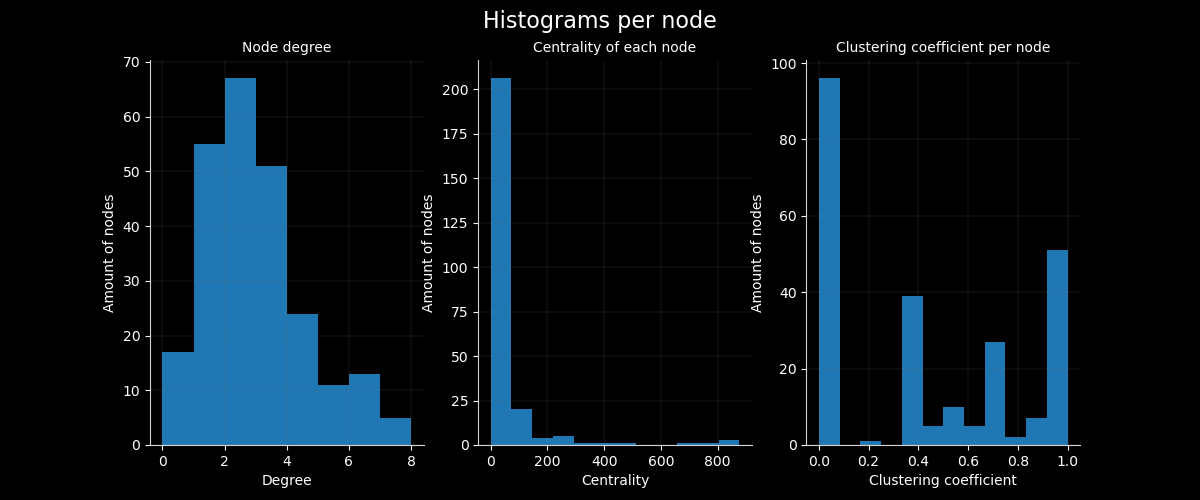 Histograms per node
Node degree
Amount of nodes
70
60
50
40
30
20
10
0
0 2 4 6 8
Degree
Centrality of each node
Amount of nodes
200
175
150
125
100
75
50
25
0
0 200 400 600 800
Centrality
Clustering coefficient per node
Amount of nodes
100
80
60
40
20
0
0.0 0.2 0.4 0.6 0.8 1.0
Clustering coefficient